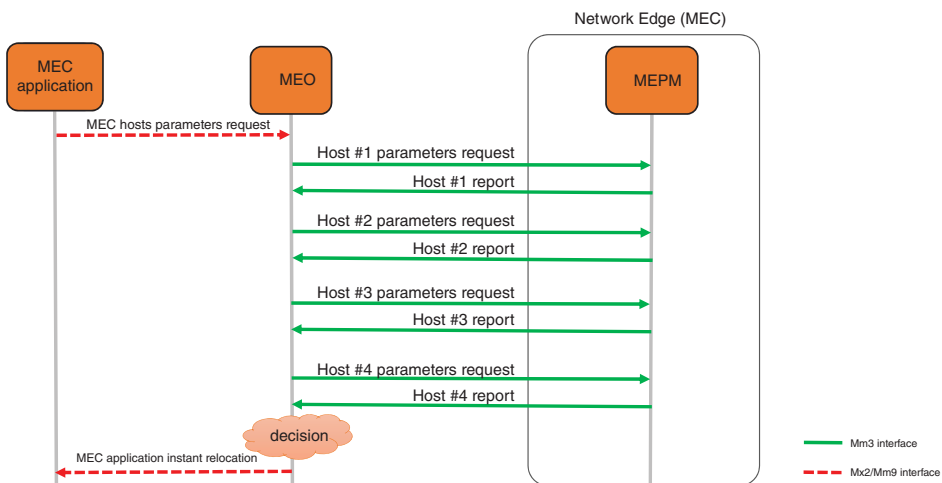 Network Edge (MEC)
MEC
application
MEO
MEPM
MEC hosts parameters request
Host #1 parameters request
Host #1 report
Host #2 parameters request
Host #2 report
Host #3 parameters request
Host #3 report
Host #4 parameters request
Host #4 report
decision
MEC application instant relocation
Mm3 interface
Mx2/Mm9 interface